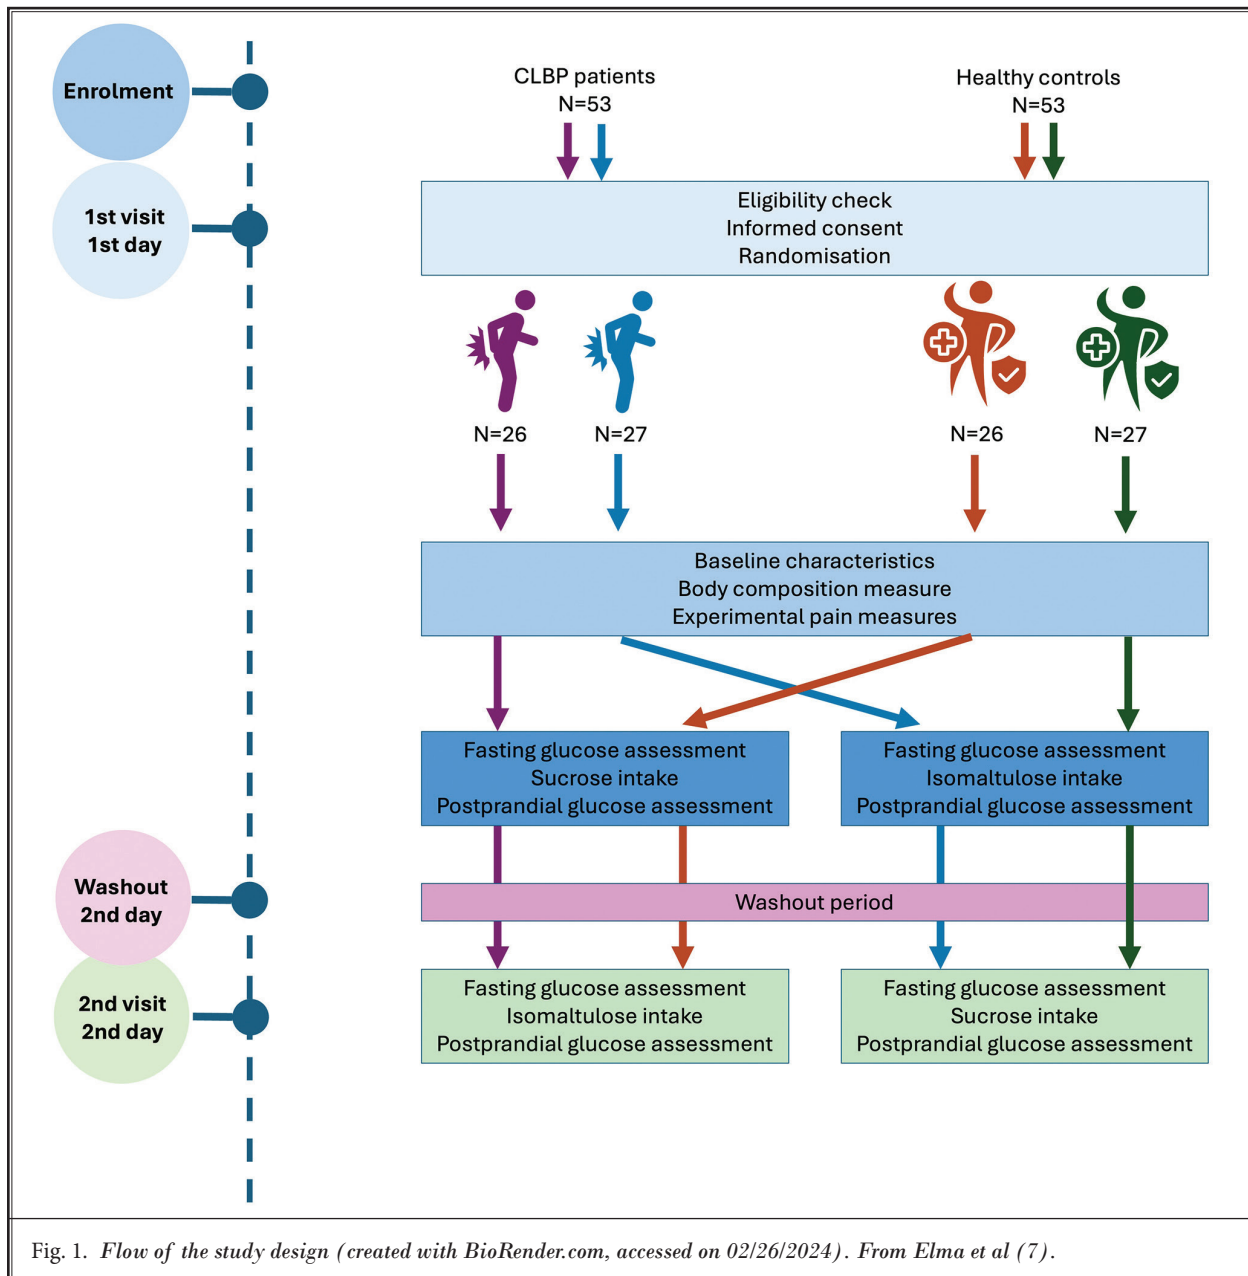 Enrolment
CLBP patients
N=53
Healthy controls
N=53
1st visit
1st day
Eligibility check
Informed consent
Randomisation
N=26
N=27
N=26
N=27
Baseline characteristics
Body composition measure
Experimental pain measures
Fasting glucose assessment
Sucrose intake
Postprandial glucose assessment
Fasting glucose assessment
Isomaltulose intake
Postprandial glucose assessment
Washout
2nd day
Washout period
2nd visit
2nd day
Fasting glucose assessment
Isomaltulose intake
Postprandial glucose assessment
Fasting glucose assessment
Sucrose intake
Postprandial glucose assessment
Fig. 1. Flow of the study design (created with BioRender.com, accessed on 02/26/2024). From Elma et al (7).